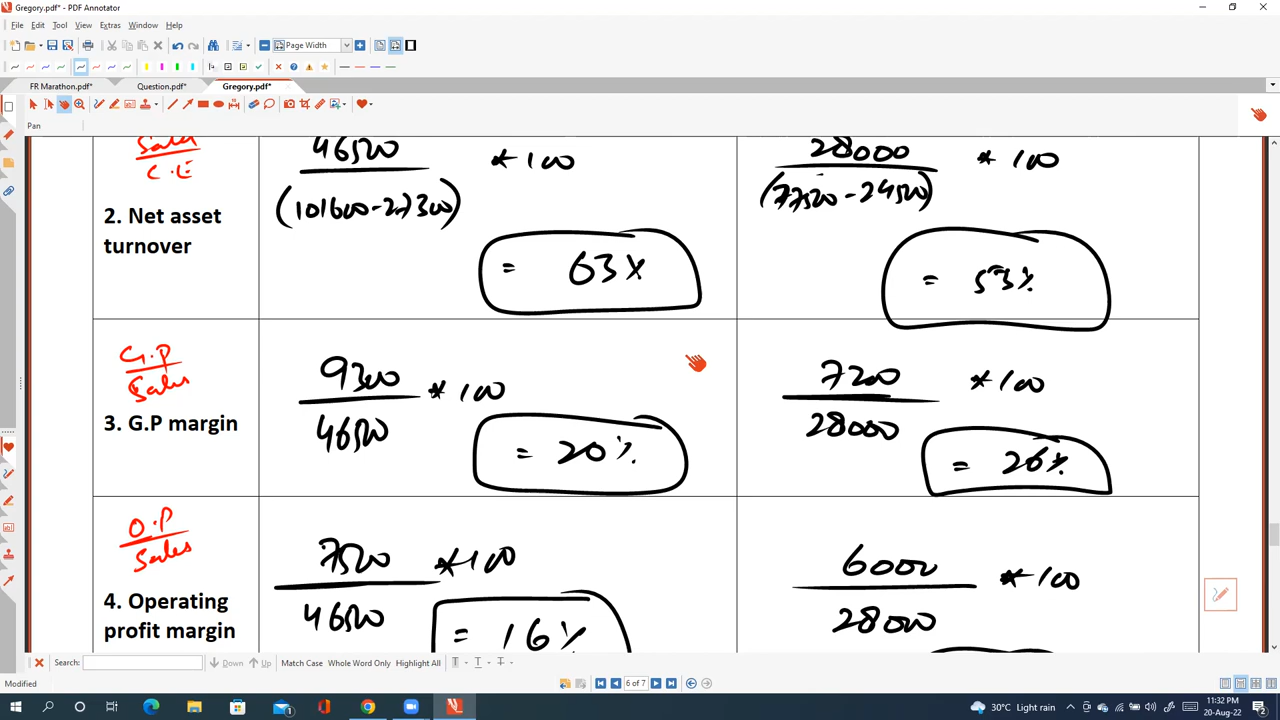 Gregory.pdf* - PDF Annotator
File Edit Tool View Extras Window Help
Page Width
FR Marathon.pdf* Question.pdf* Gregory.pdf*
Pan
Sales
C.E
46500 * 100
(101600-27300)
28000 * 100
(77500-24500)
2. Net asset
turnover
= 63%
= 53%
G.P
Sales
9300 * 100
46500
7200 * 100
28000
3. G.P margin
= 20%
= 26%
O.P
Sales
7500 * 100
46500
6000 * 100
28000
4. Operating
profit margin
= 16%
Search: Down Up Match Case Whole Word Only Highlight All
Modified
6 of 7
30°C Light rain
11:32 PM
20-Aug-22